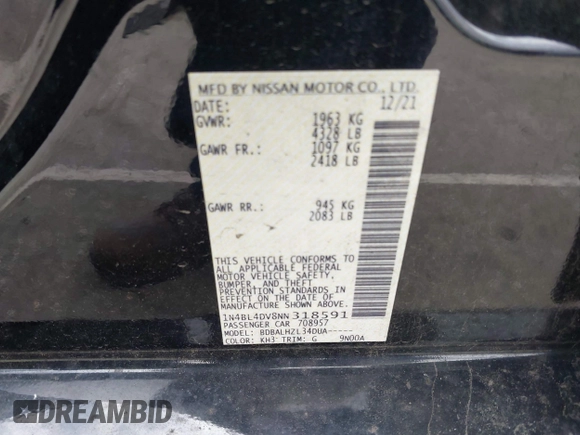 MFD BY NISSAN MOTOR CO., LTD.
DATE: 12/21
GVWR: 1963 KG
4328 LB
GAWR FR.: 1097 KG
2418 LB
GAWR RR.: 945 KG
2083 LB
THIS VEHICLE CONFORMS TO
ALL APPLICABLE FEDERAL
MOTOR VEHICLE SAFETY,
BUMPER, AND THEFT
PREVENTION STANDARDS IN
EFFECT ON THE DATE OF
MANUFACTURE SHOWN ABOVE.
1N4BL4DV8NN318591
PASSENGER CAR 708957
MODEL: BDBALHZL34DUA-----
COLOR: KH3 TRIM: G 9N00A
DREAMBID